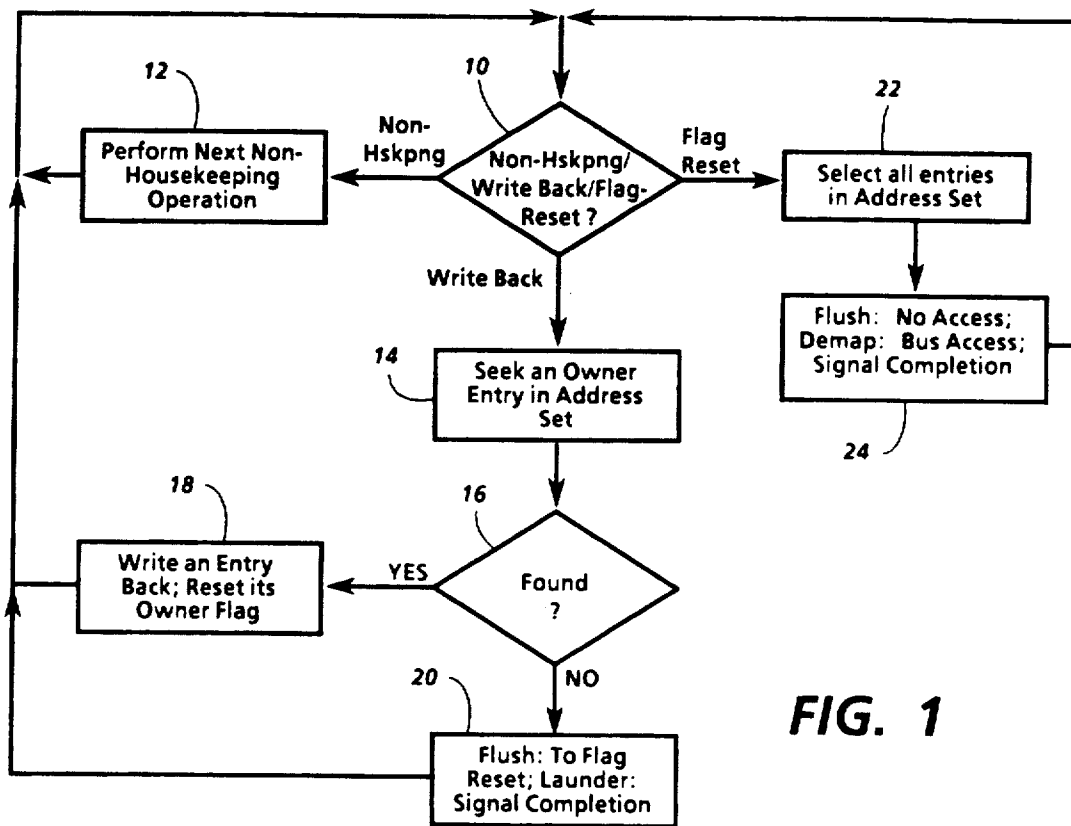 10
12
22
Non-
Hskpng
Flag
Reset
Perform Next Non-
Housekeeping
Operation
Non-Hskpng/
Write Back/Flag-
Reset ?
Select all entries
in Address Set
Write Back
Flush: No Access;
Demap: Bus Access;
Signal Completion
14
Seek an Owner
Entry in Address
Set
24
16
18
Write an Entry
Back; Reset its
Owner Flag
YES
Found
?
NO
20
Flush: To Flag
Reset; Launder:
Signal Completion
FIG. 1